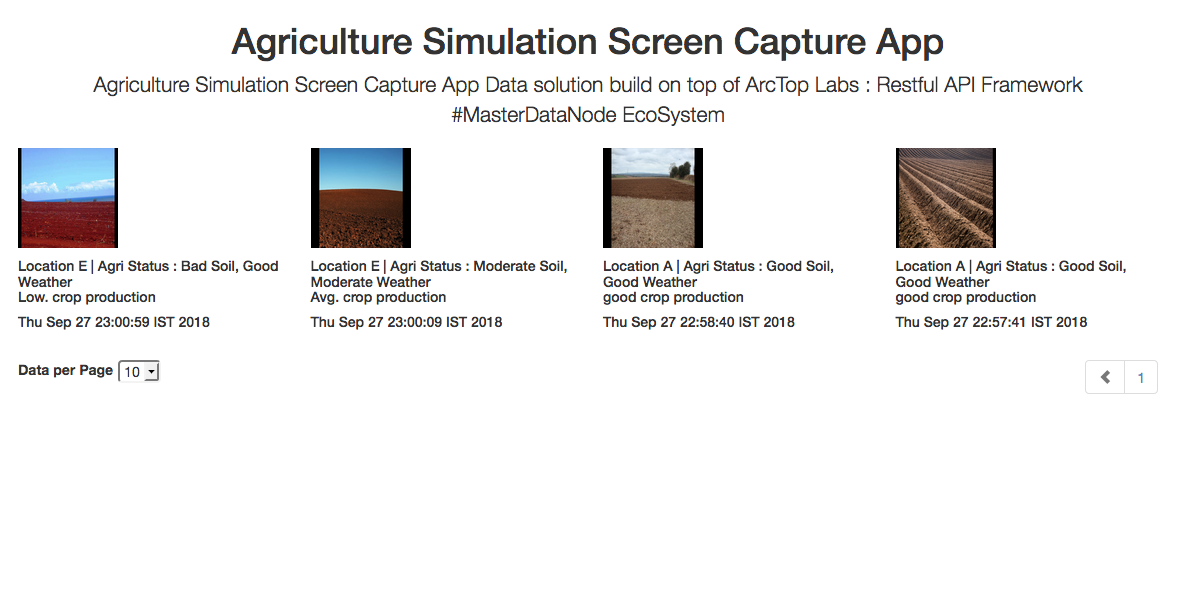 Agriculture Simulation Screen Capture App
Agriculture Simulation Screen Capture App Data solution build on top of ArcTop Labs : Restful API Framework
#MasterDataNode EcoSystem
Location E | Agri Status : Bad Soil, Good
Weather
Low. crop production
Thu Sep 27 23:00:59 IST 2018
Location E | Agri Status : Moderate Soil,
Moderate Weather
Avg. crop production
Thu Sep 27 23:00:09 IST 2018
Location A | Agri Status : Good Soil,
Good Weather
good crop production
Thu Sep 27 22:58:40 IST 2018
Location A | Agri Status : Good Soil,
Good Weather
good crop production
Thu Sep 27 22:57:41 IST 2018
Data per Page 10
1